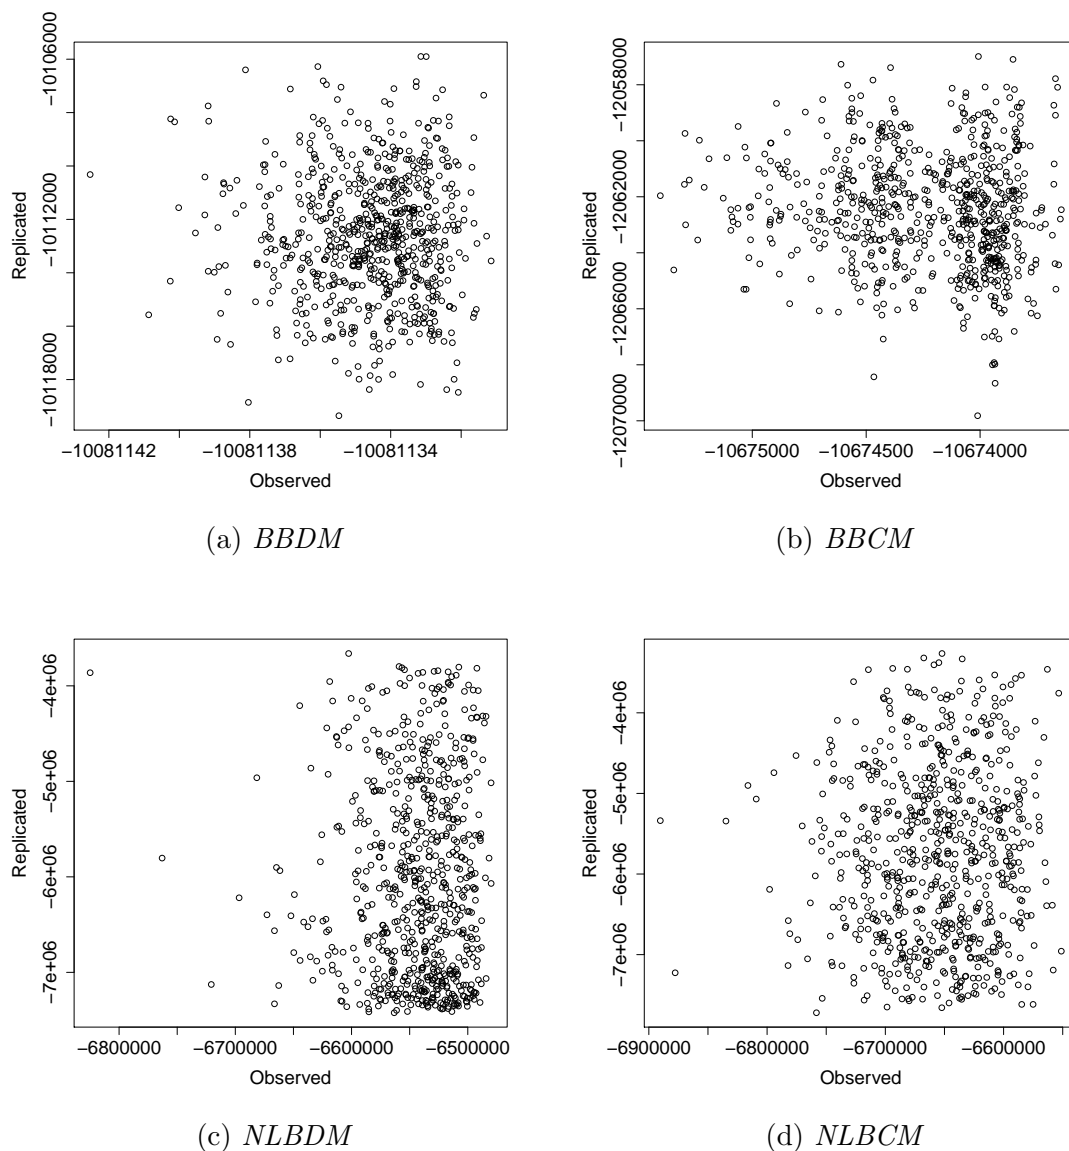 −10106000
−10112000
−10118000
Replicated
−10081142
−10081138
−10081134
Observed
(a) BBDM
−12058000
−12062000
−12066000
−12070000
Replicated
−10675000
−10674500
−10674000
Observed
(b) BBCM
−4e+06
−5e+06
−6e+06
−7e+06
Replicated
−6800000
−6700000
−6600000
−6500000
Observed
(c) NLBDM
−4e+06
−5e+06
−6e+06
−7e+06
Replicated
−6900000
−6800000
−6700000
−6600000
Observed
(d) NLBCM